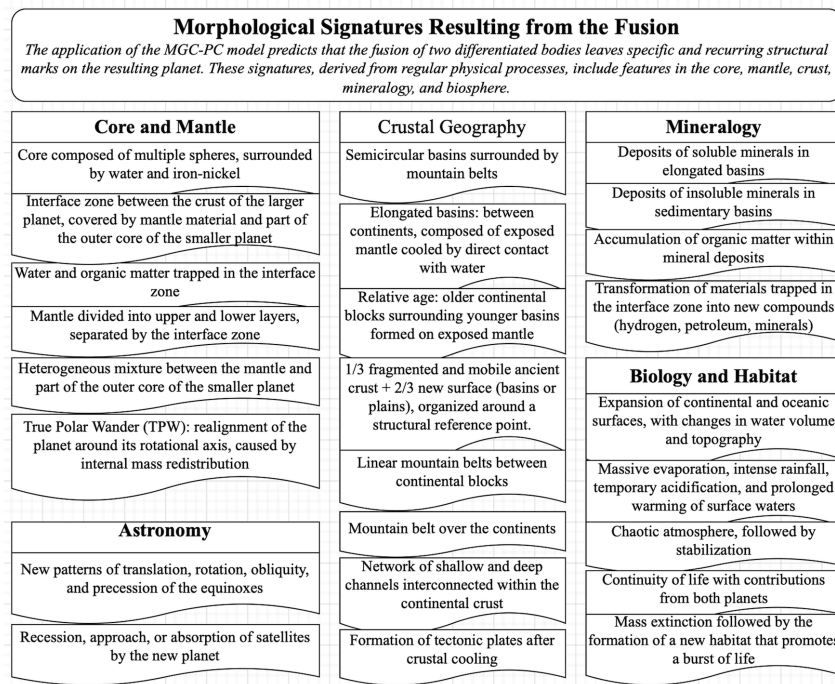 Morphological Signatures Resulting from the Fusion
The application of the MGC-PC model predicts that the fusion of two differentiated bodies leaves specific and recurring structural
marks on the resulting planet. These signatures, derived from regular physical processes, include features in the core, mantle, crust,
mineralogy, and biosphere.
Core and Mantle
Core composed of multiple spheres, surrounded
by water and iron-nickel
Interface zone between the crust of the larger
planet, covered by mantle material and part of
the outer core of the smaller planet
Water and organic matter trapped in the interface
zone
Mantle divided into upper and lower layers,
separated by the interface zone
Heterogeneous mixture between the mantle and
part of the outer core of the smaller planet
True Polar Wander (TPW): realignment of the
planet around its rotational axis, caused by
internal mass redistribution
Astronomy
New patterns of translation, rotation, obliquity,
and precession of the equinoxes
Recession, approach, or absorption of satellites
by the new planet
Crustal Geography
Semicircular basins surrounded by
mountain belts
Elongated basins: between
continents, composed of exposed
mantle cooled by direct contact
with water
Relative age: older continental
blocks surrounding younger basins
formed on exposed mantle
1/3 fragmented and mobile ancient
crust + 2/3 new surface (basins or
plains), organized around a
structural reference point.
Linear mountain belts between
continental blocks
Mountain belt over the continents
Network of shallow and deep
channels interconnected within the
continental crust
Formation of tectonic plates after
crustal cooling
Mineralogy
Deposits of soluble minerals in
elongated basins
Deposits of insoluble minerals in
sedimentary basins
Accumulation of organic matter within
mineral deposits
Transformation of materials trapped in
the interface zone into new compounds
(hydrogen, petroleum, minerals)
Biology and Habitat
Expansion of continental and oceanic
surfaces, with changes in water volume
and topography
Massive evaporation, intense rainfall,
temporary acidification, and prolonged
warming of surface waters
Chaotic atmosphere, followed by
stabilization
Continuity of life with contributions
from both planets
Mass extinction followed by the
formation of a new habitat that promotes
a burst of life